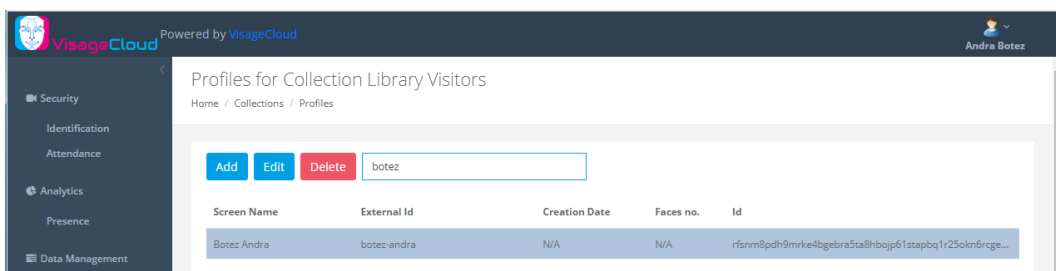 VisageCloud Powered by VisageCloud
Andra Botez
Security
Identification
Attendance
Analytics
Presence
Data Management
Profiles for Collection Library Visitors
Home / Collections / Profiles
Add Edit Delete botez
Screen Name External Id Creation Date Faces no. Id
Botez Andra botez-andra N/A N/A rfsnm8pdh9mrke4bgebra5ta8hbojp61stapbq1r25okn6rcge...